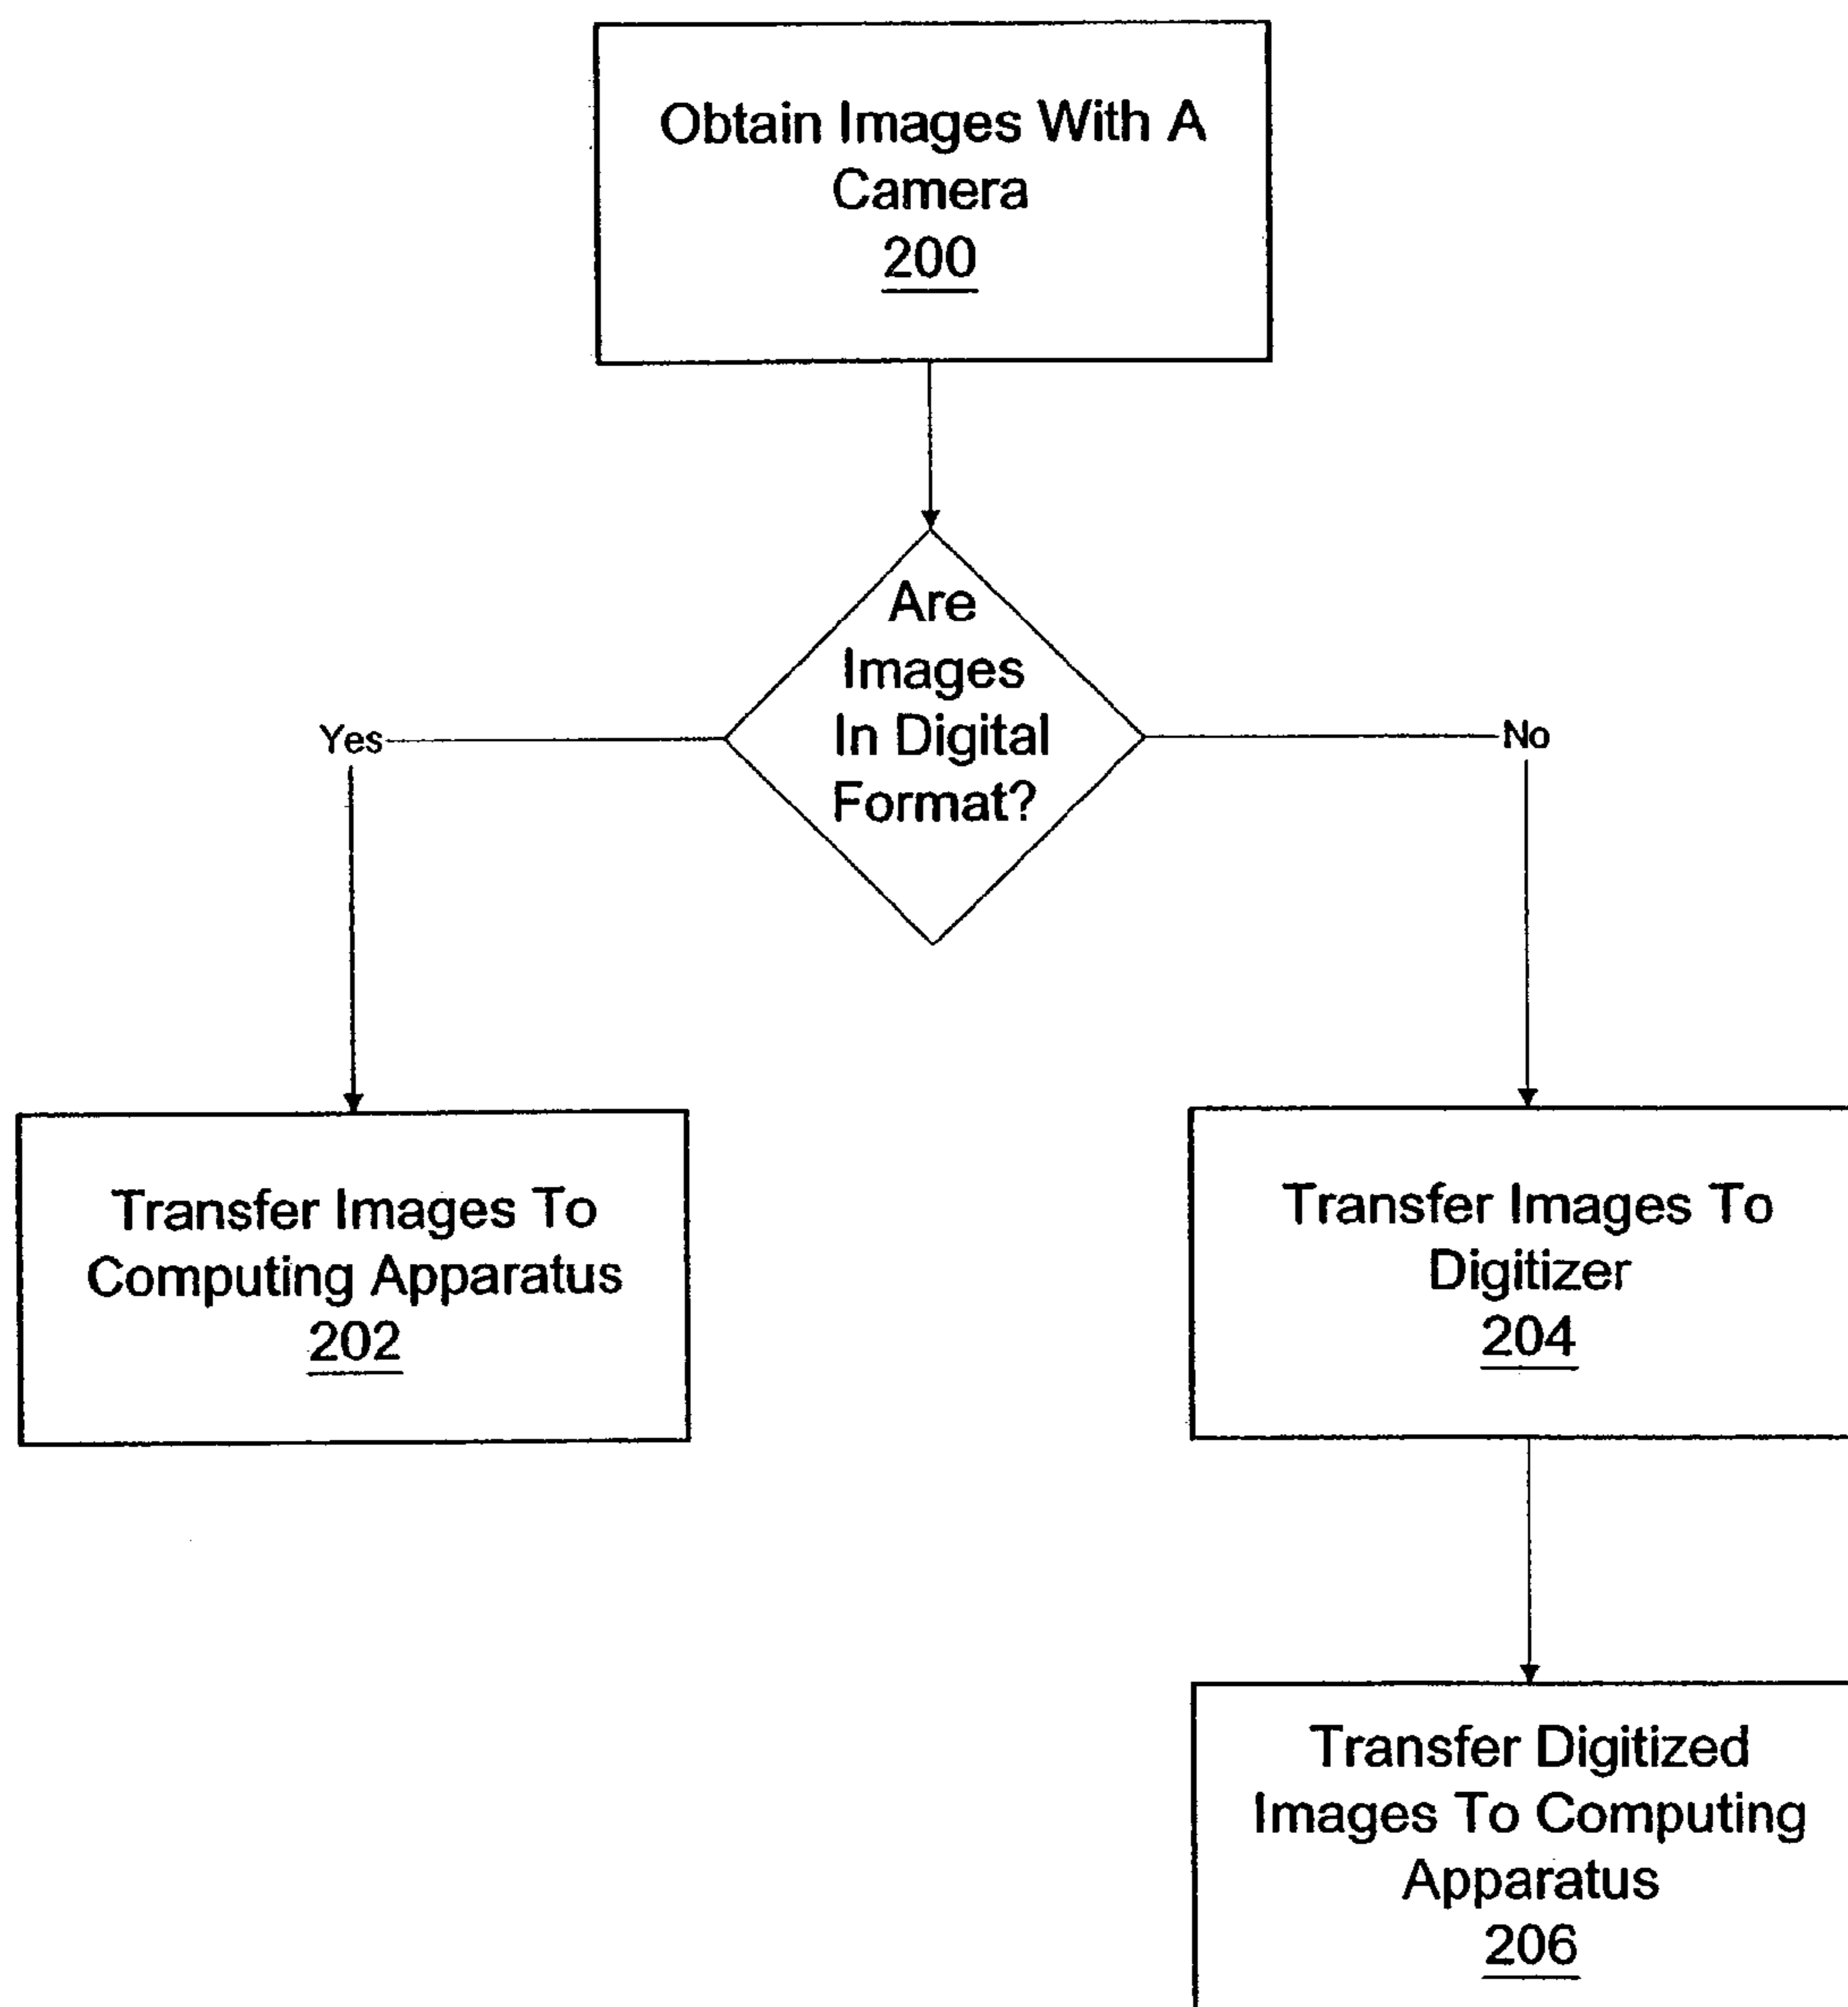 Obtain Images With A
Camera
200
Are
Images
In Digital
Format?
Yes
No
Transfer Images To
Computing Apparatus
202
Transfer Images To
Digitizer
204
Transfer Digitized
Images To Computing
Apparatus
206